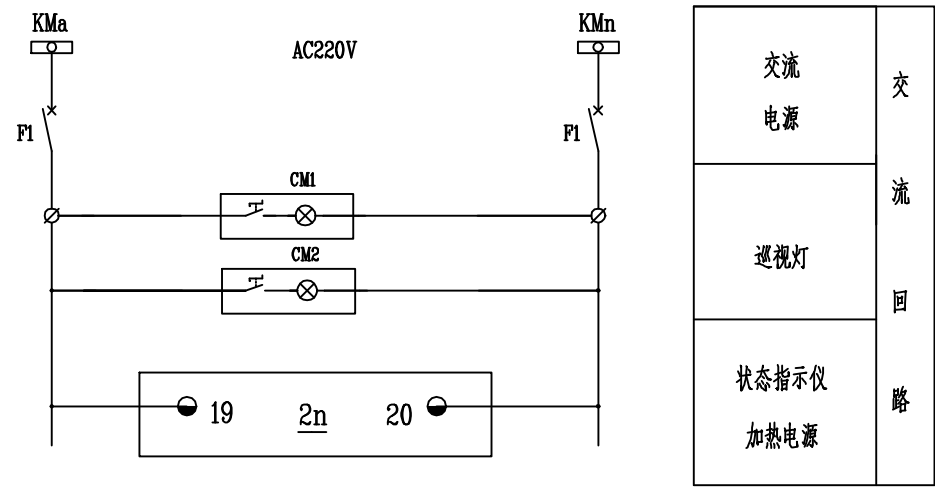 KMa
KMn
AC220V
F1
F1
CM1
CM2
19
2n
20
交流
电源
巡视灯
状态指示仪
加热电源
交流回路